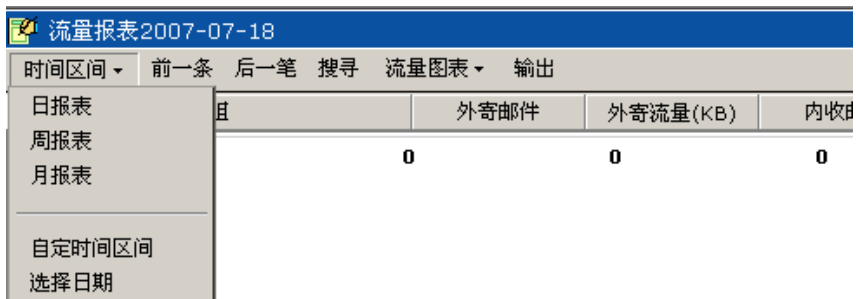 流量报表2007-07-18
时间区间 前一条 后一笔 搜寻 流量图表 输出
组 外寄邮件 外寄流量(KB) 内收邮
日报表
周报表
0 0 0
月报表
自定时间区间
选择日期